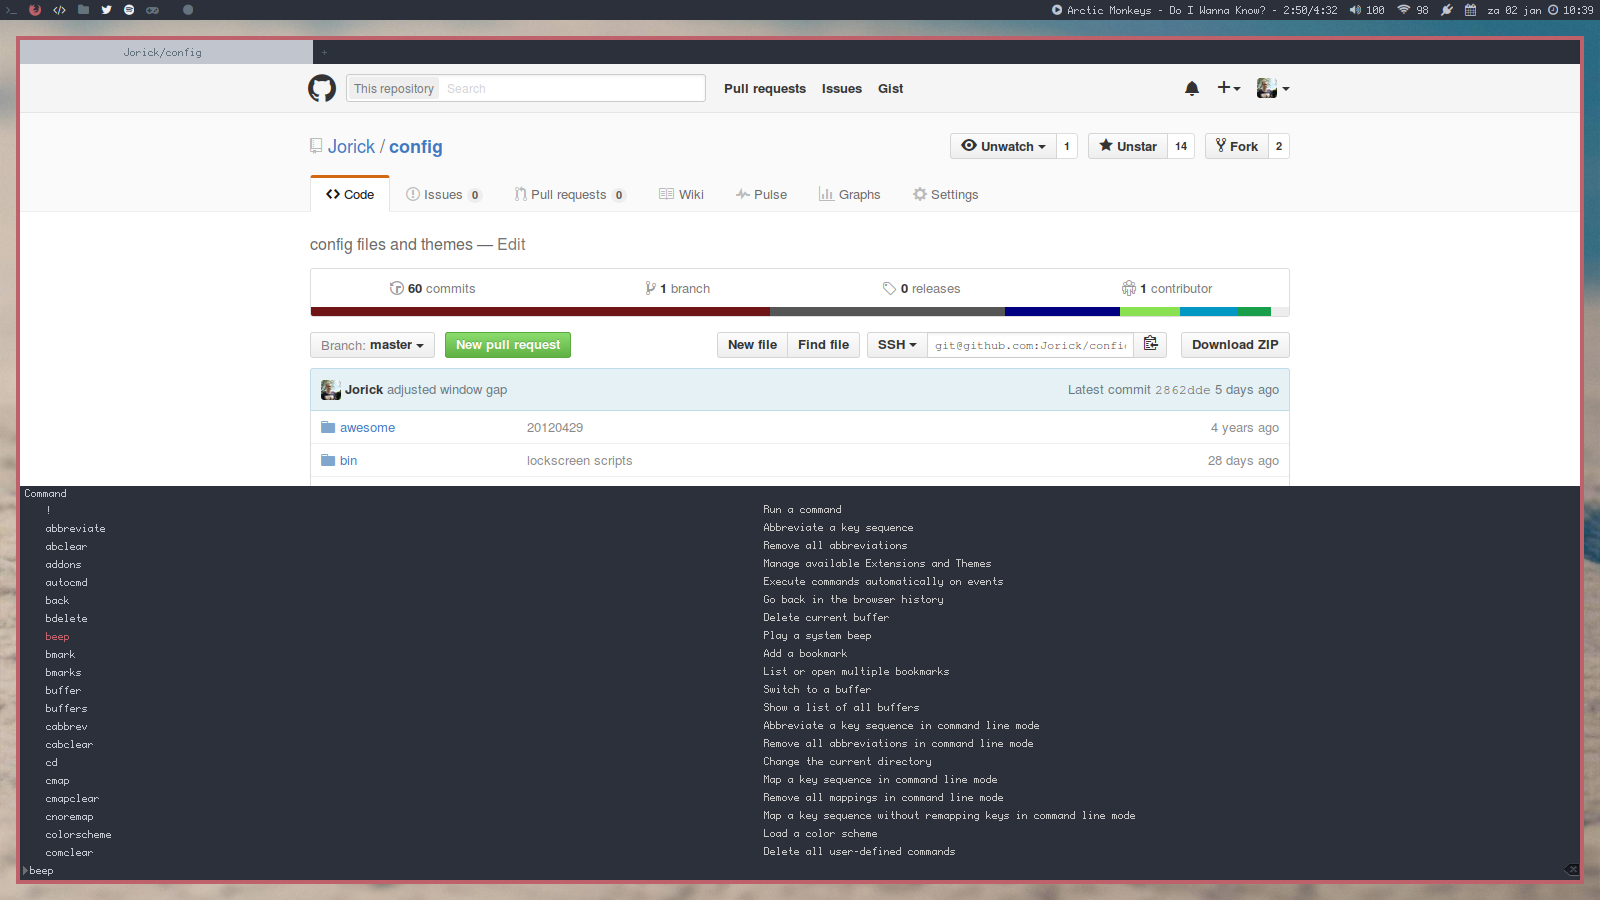 Arctic Monkeys - Do I Wanna Know? - 2:50/4:32 100 98 za 02 jan 10:39
Jorick/config +
This repository Search Pull requests Issues Gist
Jorick / config Unwatch 1 Unstar 14 Fork 2
Code Issues 0 Pull requests 0 Wiki Pulse Graphs Settings
config files and themes — Edit
60 commits 1 branch 0 releases 1 contributor
Branch: master New pull request New file Find file SSH git@github.com:Jorick/confi Download ZIP
Jorick adjusted window gap Latest commit 2862dde 5 days ago
awesome 20120429 4 years ago
bin lockscreen scripts 28 days ago
Command
! Run a command
abbreviate Abbreviate a key sequence
abclear Remove all abbreviations
addons Manage available Extensions and Themes
autocmd Execute commands automatically on events
back Go back in the browser history
bdelete Delete current buffer
beep Play a system beep
bmark Add a bookmark
bmarks List or open multiple bookmarks
buffer Switch to a buffer
buffers Show a list of all buffers
cabbrev Abbreviate a key sequence in command line mode
cabclear Remove all abbreviations in command line mode
cd Change the current directory
cmap Map a key sequence in command line mode
cmapclear Remove all mappings in command line mode
cnoremap Map a key sequence without remapping keys in command line mode
colorscheme Load a color scheme
comclear Delete all user-defined commands
beep